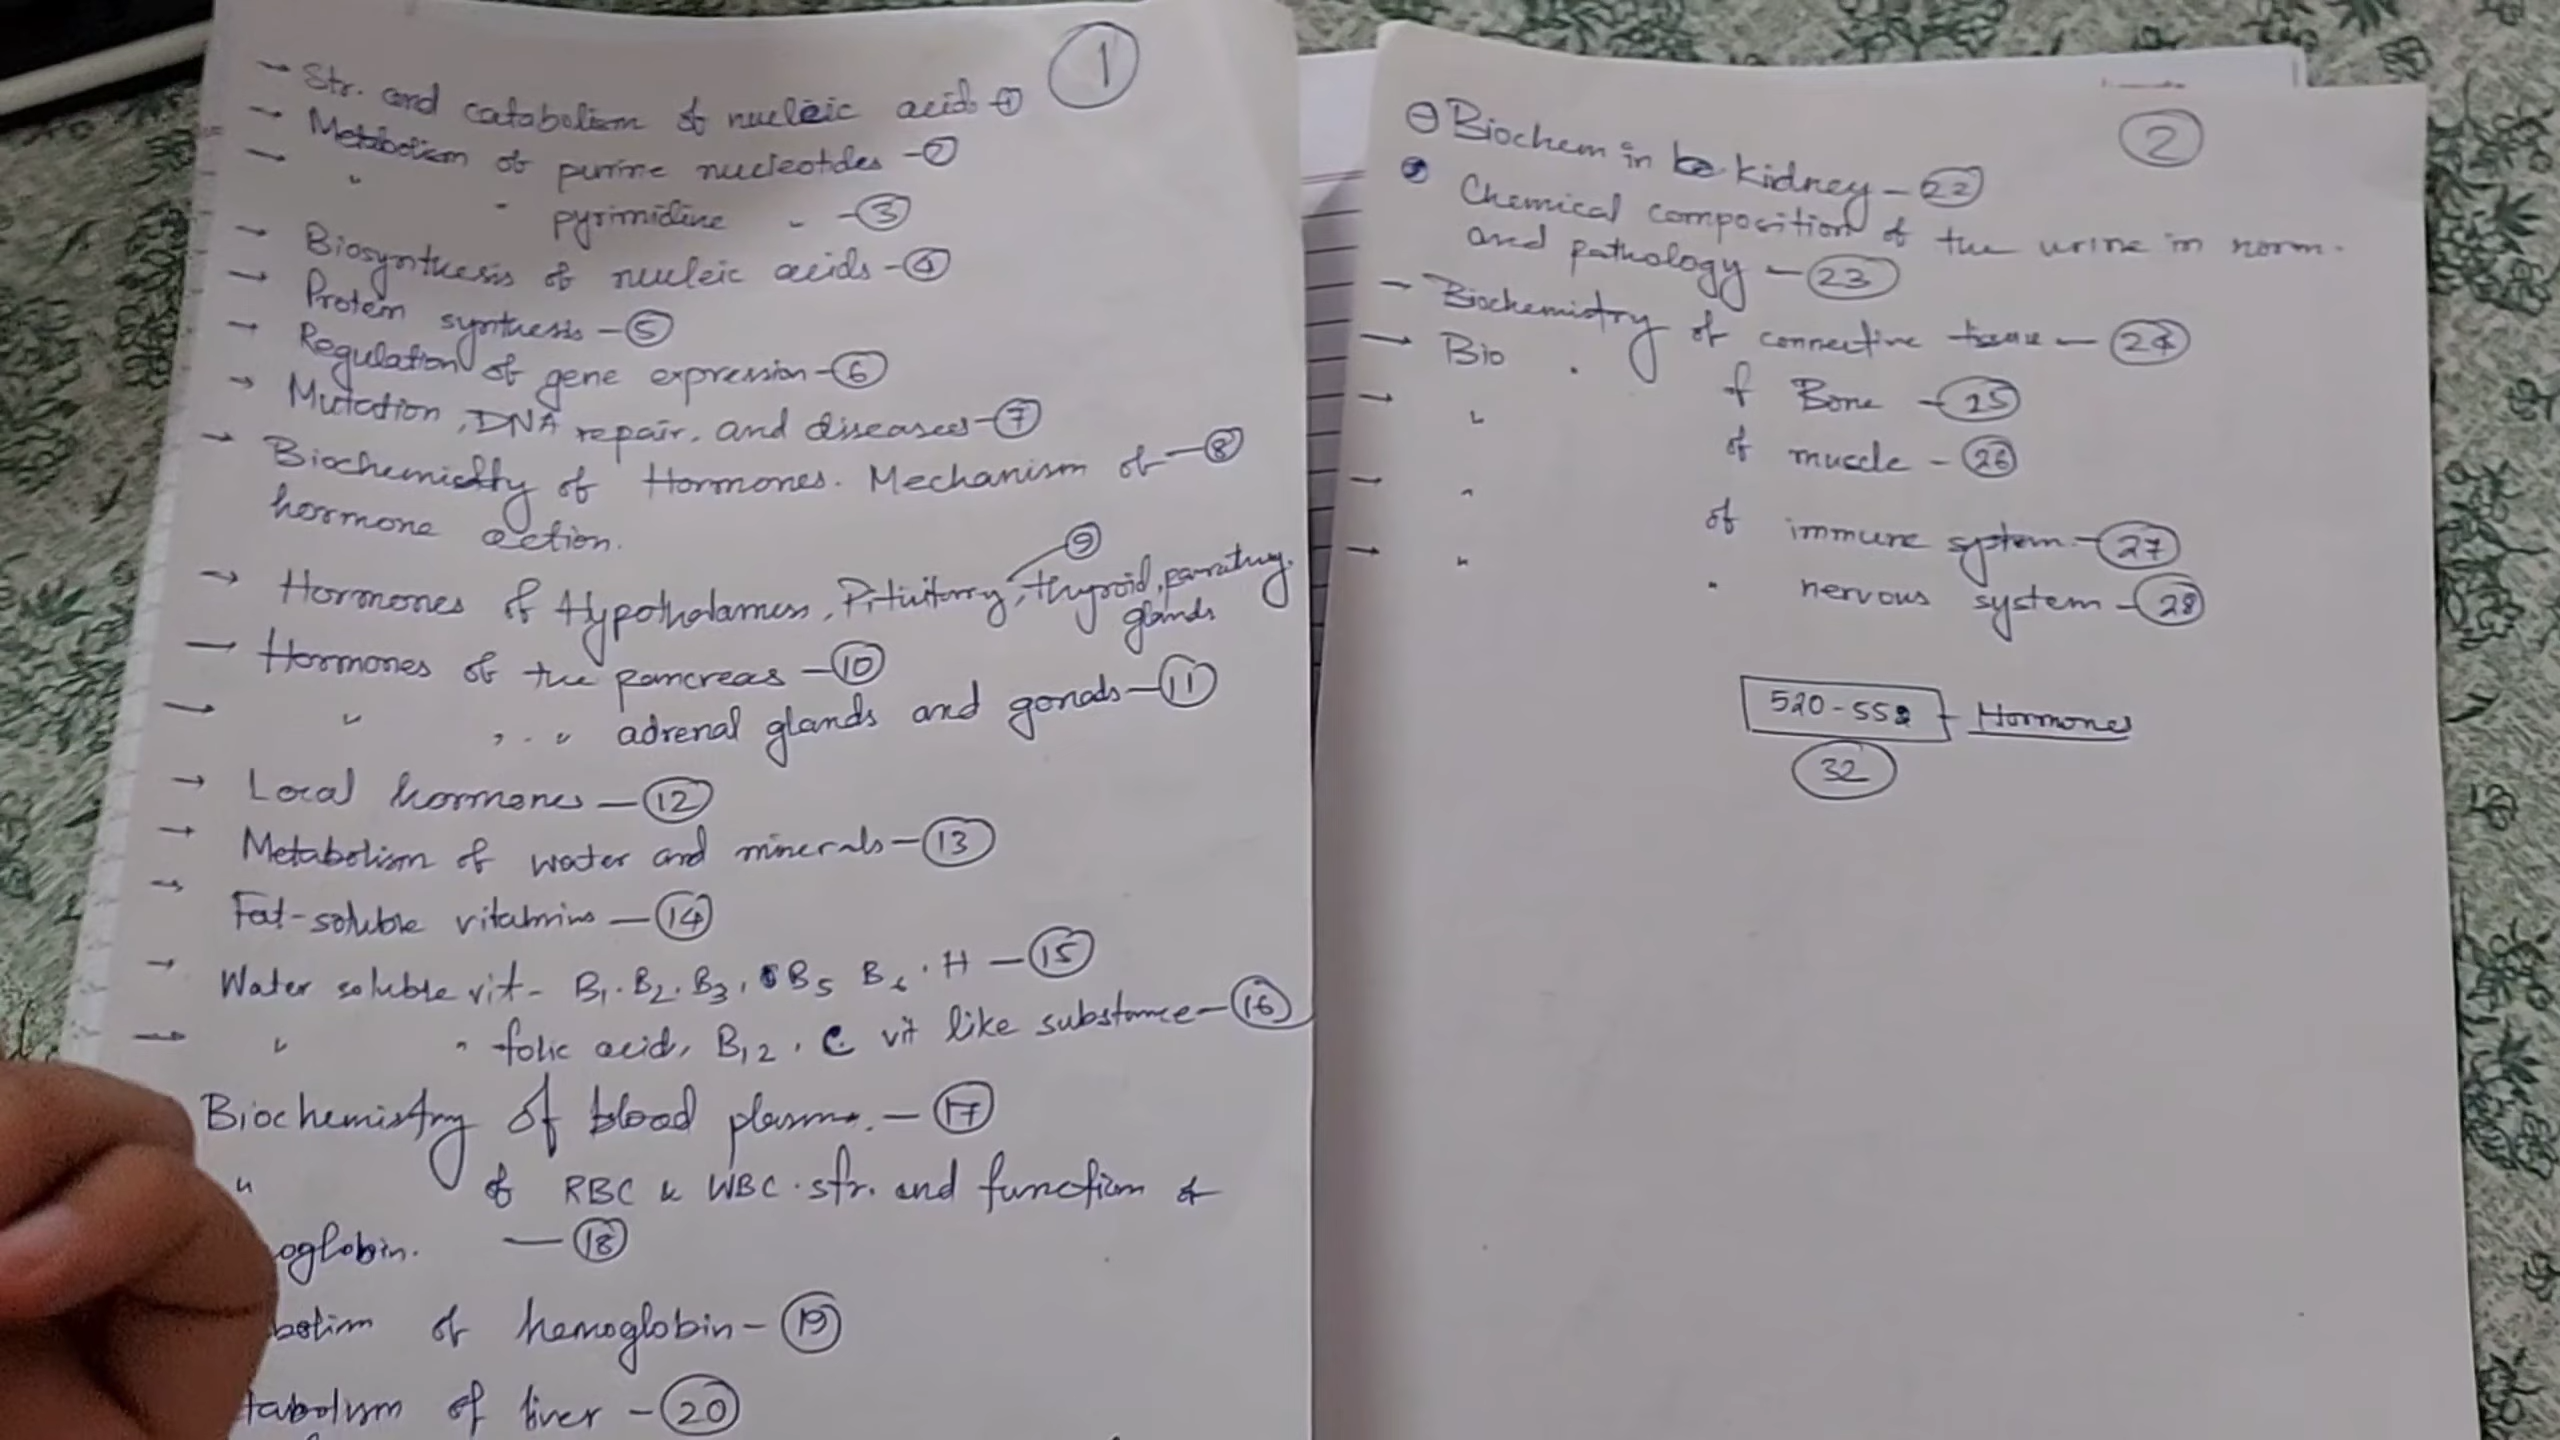 1
→ Str. and catabolism of nucleic acid ①
→ Metabolism of purine nucleotdes -②
→ " " pyrimidine " -③
→ Biosynthesis of nucleic acids -④
→ Protein synthesis -⑤
→ Regulation of gene expression -⑥
→ Mutation, DNA repair, and diseases -⑦
→ Biochemistry of Hormones. Mechanism of -⑧
hormone action.
⑨
→ Hormones of Hypothalamus, Pituitary, thyroid, parathy.
glands
→ Hormones of the pancreas -⑩
→ " " " adrenal glands and gonads -⑪
→ Local hormones -⑫
→ Metabolism of water and minerals -⑬
→ Fat-soluble vitamins -⑭
→ Water soluble vit- B1. B2. B3, B5 B6. H -⑮
→ " " folic acid, B12, C vit like substance -⑯
Biochemistry of blood plasma. -⑰
" of RBC & WBC. str. and function of
oglobin. -⑱
bolism of hemoglobin -⑲
tabolism of liver -⑳
2
Biochem in kidney - 22
Chemical composition of the urine in norm.
and pathology - 23
→ Biochemistry of connective tissue - 24
→ Bio " f Bone - 25
→ " of muscle - 26
→ " of immune system - 27
→ " " nervous system - 28
520-552 - Hormones
32